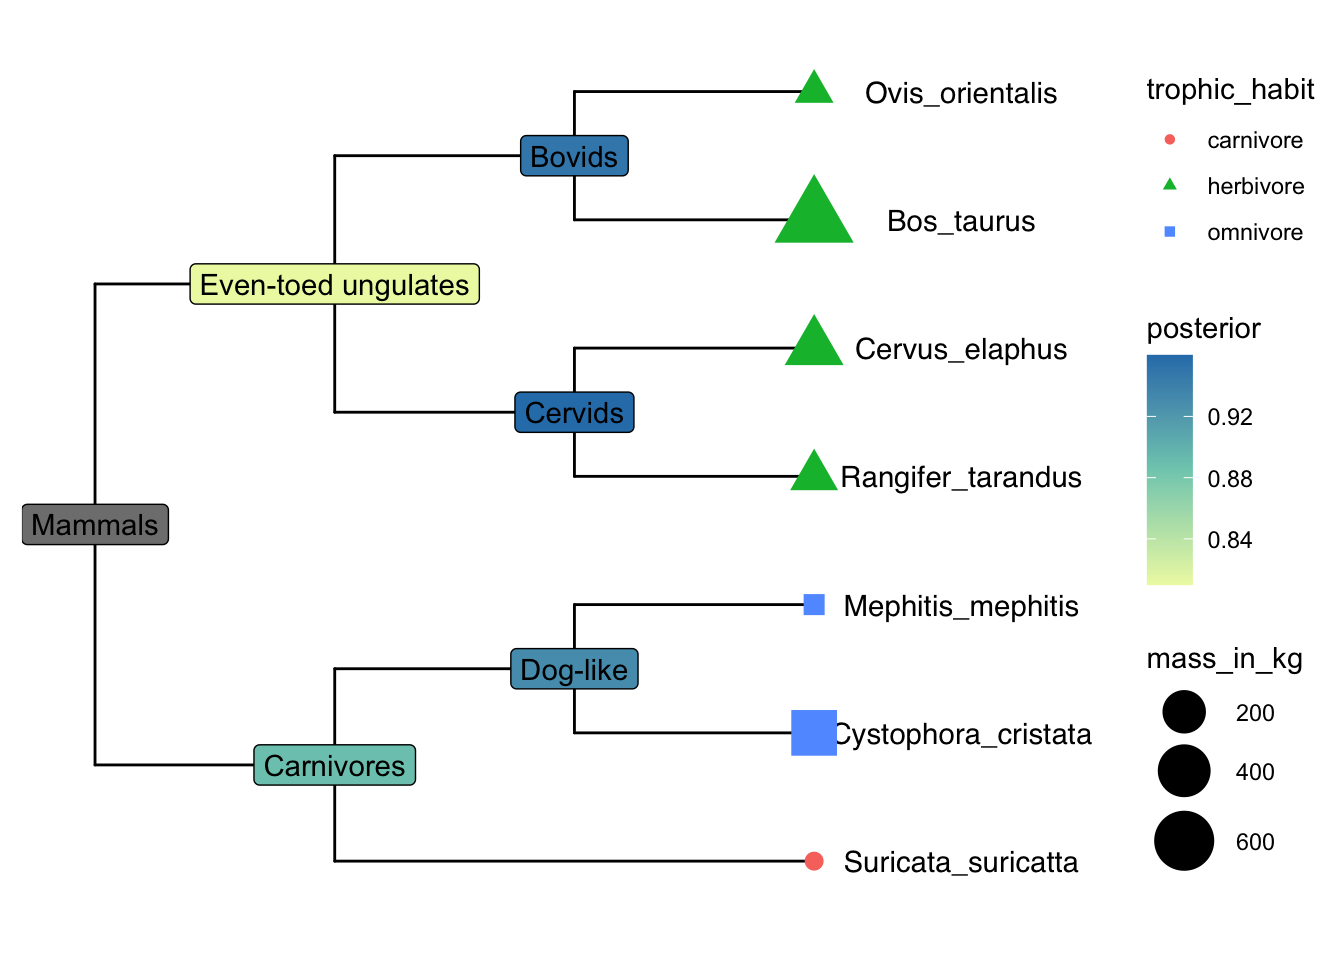 Ovis_orientalis
Bovids
Bos_taurus
Even-toed ungulates
Cervus_elaphus
Cervids
Rangifer_tarandus
Mammals
Mephitis_mephitis
Dog-like
Cystophora_cristata
Carnivores
Suricata_suricatta
trophic_habit
carnivore
herbivore
omnivore
posterior
0.92
0.88
0.84
mass_in_kg
200
400
600